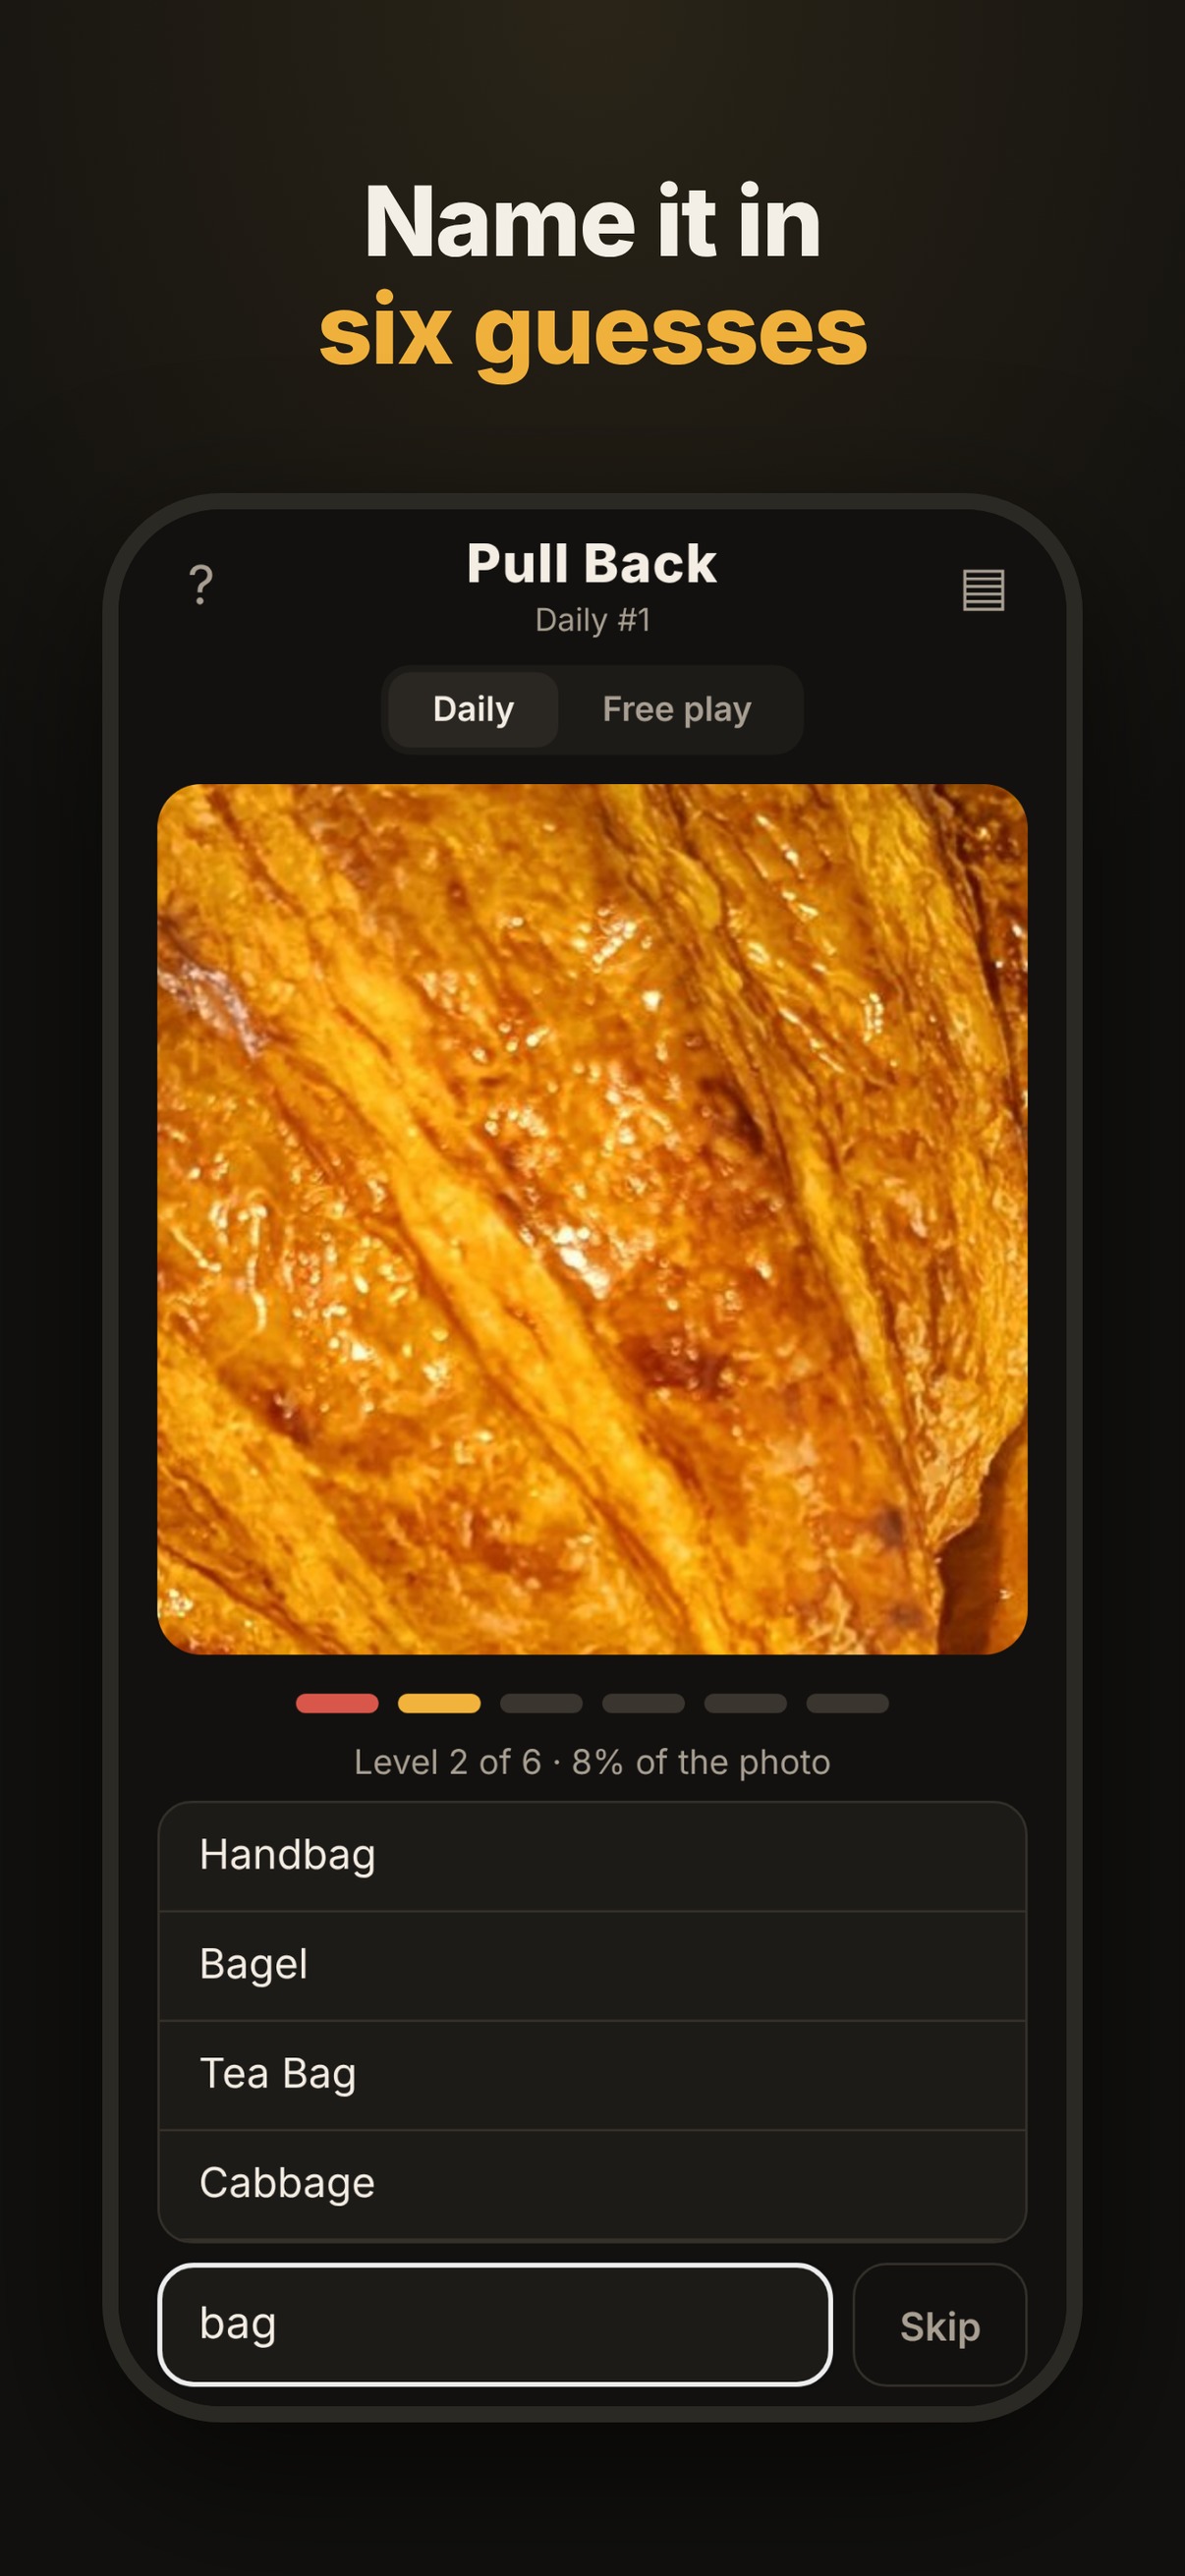 Name it in
six guesses
?
Pull Back
Daily #1
Daily
Free play
Level 2 of 6 · 8% of the photo
Handbag
Bagel
Tea Bag
Cabbage
bag
Skip